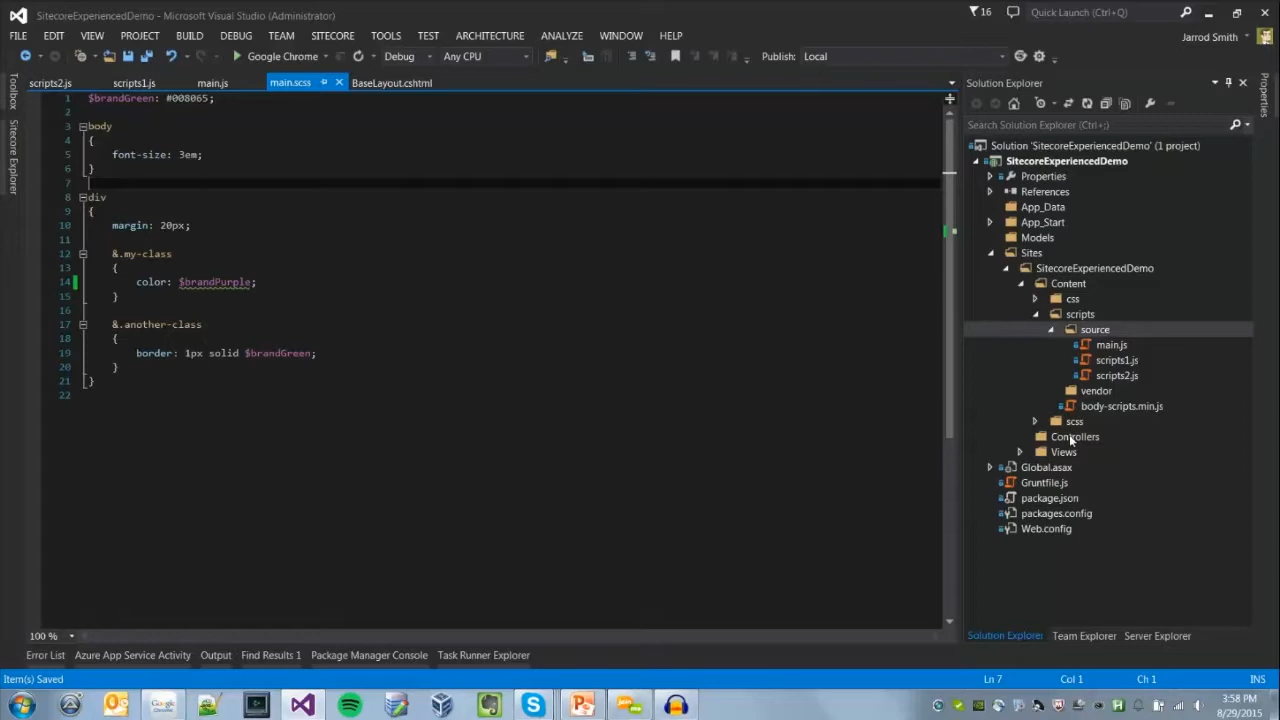 SitecoreExperiencedDemo - Microsoft Visual Studio (Administrator)
16
Quick Launch (Ctrl+Q)
FILE EDIT VIEW PROJECT BUILD DEBUG TEAM SITECORE TOOLS TEST ARCHITECTURE ANALYZE WINDOW HELP
Jarrod Smith
Google Chrome
Debug
Any CPU
Publish: Local
scripts2.js scripts1.js main.js main.scss BaseLayout.cshtml
Toolbox
Sitecore Explorer
1 $brandGreen: #008065;
2
3 body
4 {
5 font-size: 3em;
6 }
7
8 div
9 {
10 margin: 20px;
11
12 &.my-class
13 {
14 color: $brandPurple;
15 }
16
17 &.another-class
18 {
19 border: 1px solid $brandGreen;
20 }
21 }
22
100 %
Solution Explorer
Properties
Search Solution Explorer (Ctrl+;)
Solution 'SitecoreExperiencedDemo' (1 project)
SitecoreExperiencedDemo
Properties
References
App_Data
App_Start
Models
Sites
SitecoreExperiencedDemo
Content
css
scripts
source
main.js
scripts1.js
scripts2.js
vendor
body-scripts.min.js
scss
Controllers
Views
Global.asax
Gruntfile.js
package.json
packages.config
Web.config
Solution Explorer Team Explorer Server Explorer
Error List Azure App Service Activity Output Find Results 1 Package Manager Console Task Runner Explorer
Item(s) Saved
Ln 7 Col 1 Ch 1 INS
3:58 PM
8/29/2015